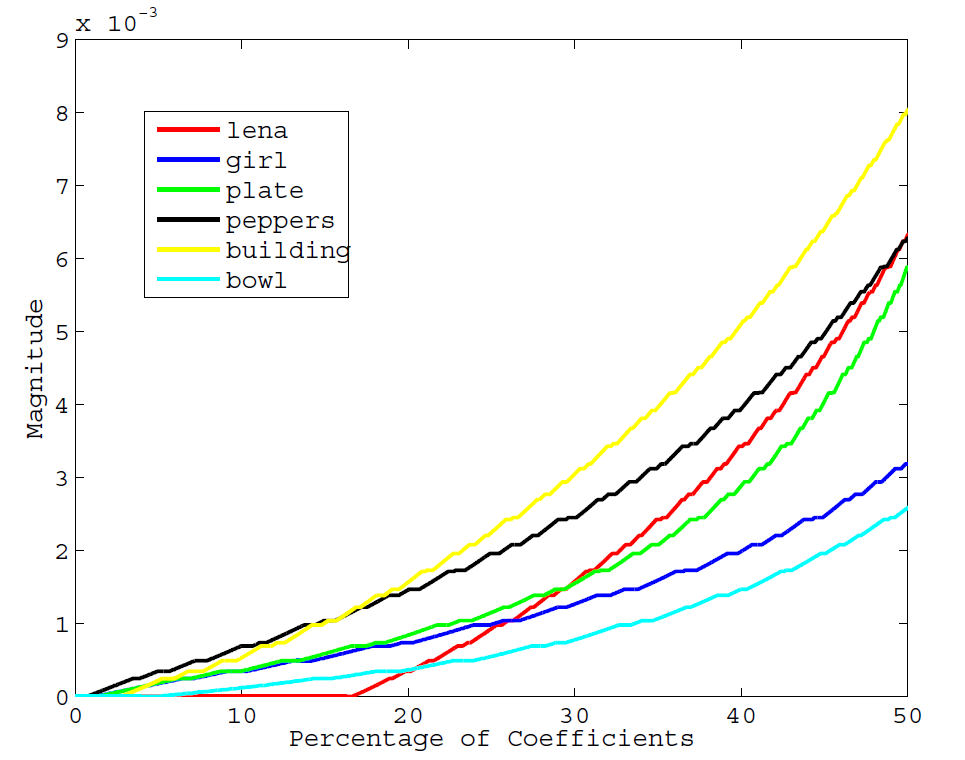 x 10⁻³
9
8
7
6
5
4
3
2
1
0
Magnitude
lena
girl
plate
peppers
building
bowl
0 10 20 30 40 50
Percentage of Coefficients